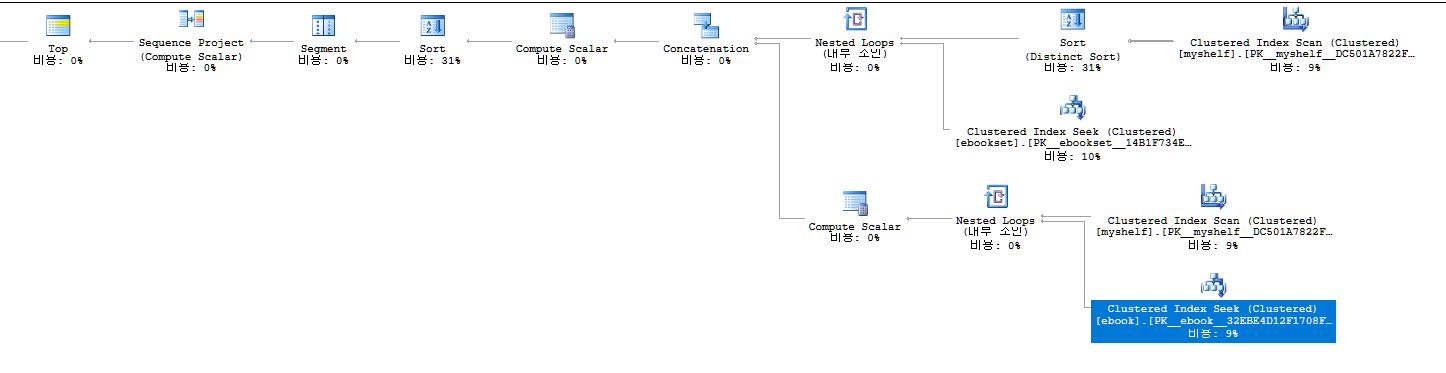 Top
비용: 0%
Sequence Project
(Compute Scalar)
비용: 0%
Segment
비용: 0%
Sort
비용: 31%
Compute Scalar
비용: 0%
Concatenation
비용: 0%
Nested Loops
(내부 조인)
비용: 0%
Sort
(Distinct Sort)
비용: 31%
Clustered Index Scan (Clustered)
[myshelf].[PK__myshelf__DC501A7822F…
비용: 9%
Clustered Index Seek (Clustered)
[ebookset].[PK__ebookset__14B1F734E…
비용: 10%
Compute Scalar
비용: 0%
Nested Loops
(내부 조인)
비용: 0%
Clustered Index Scan (Clustered)
[myshelf].[PK__myshelf__DC501A7822F…
비용: 9%
Clustered Index Seek (Clustered)
[ebook].[PK__ebook__32EBE4D12F1708F…
비용: 9%